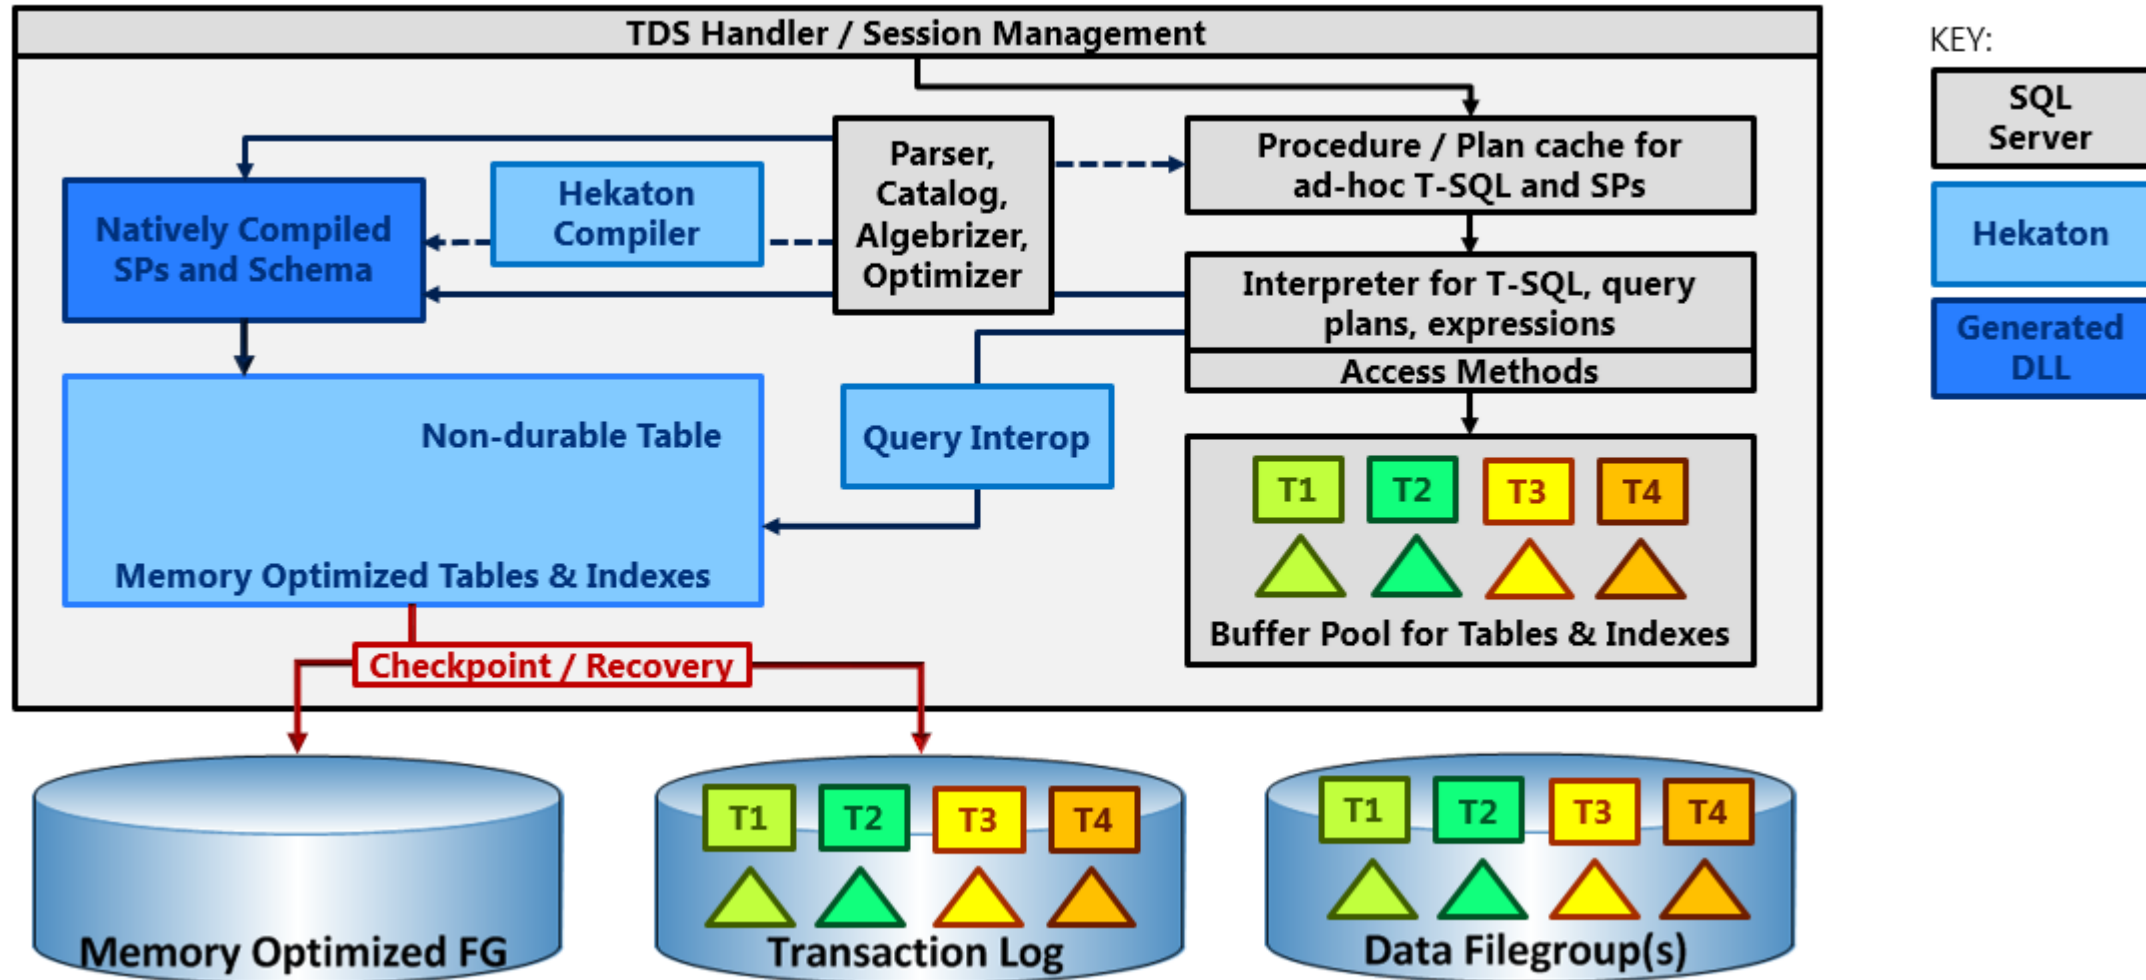 TDS Handler / Session Management
KEY:
SQL
Server
Hekaton
Generated
DLL
Parser,
Catalog,
Algebrizer,
Optimizer
Procedure / Plan cache for
ad-hoc T-SQL and SPs
Hekaton
Compiler
Natively Compiled
SPs and Schema
Interpreter for T-SQL, query
plans, expressions
Access Methods
Non-durable Table
Query Interop
Memory Optimized Tables & Indexes
T1 T2 T3 T4
Buffer Pool for Tables & Indexes
Checkpoint / Recovery
Memory Optimized FG
T1 T2 T3 T4
Transaction Log
T1 T2 T3 T4
Data Filegroup(s)